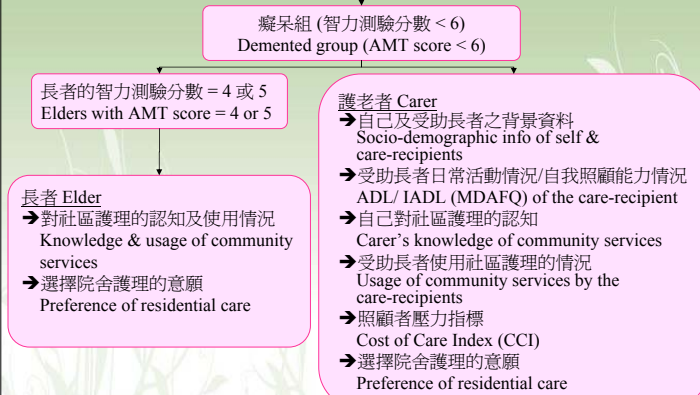 癡呆組 (智力測驗分數 < 6)
Demented group (AMT score < 6)
長者的智力測驗分數 = 4 或 5
Elders with AMT score = 4 or 5
長者 Elder
➔對社區護理的認知及使用情況
Knowledge & usage of community
services
➔選擇院舍護理的意願
Preference of residential care
護老者 Carer
➔自己及受助長者之背景資料
Socio-demographic info of self &
care-recipients
➔受助長者日常活動情況/自我照顧能力情況
ADL/ IADL (MDAFQ) of the care-recipient
➔自己對社區護理的認知
Carer's knowledge of community services
➔受助長者使用社區護理的情況
Usage of community services by the
care-recipients
➔照顧者壓力指標
Cost of Care Index (CCI)
➔選擇院舍護理的意願
Preference of residential care